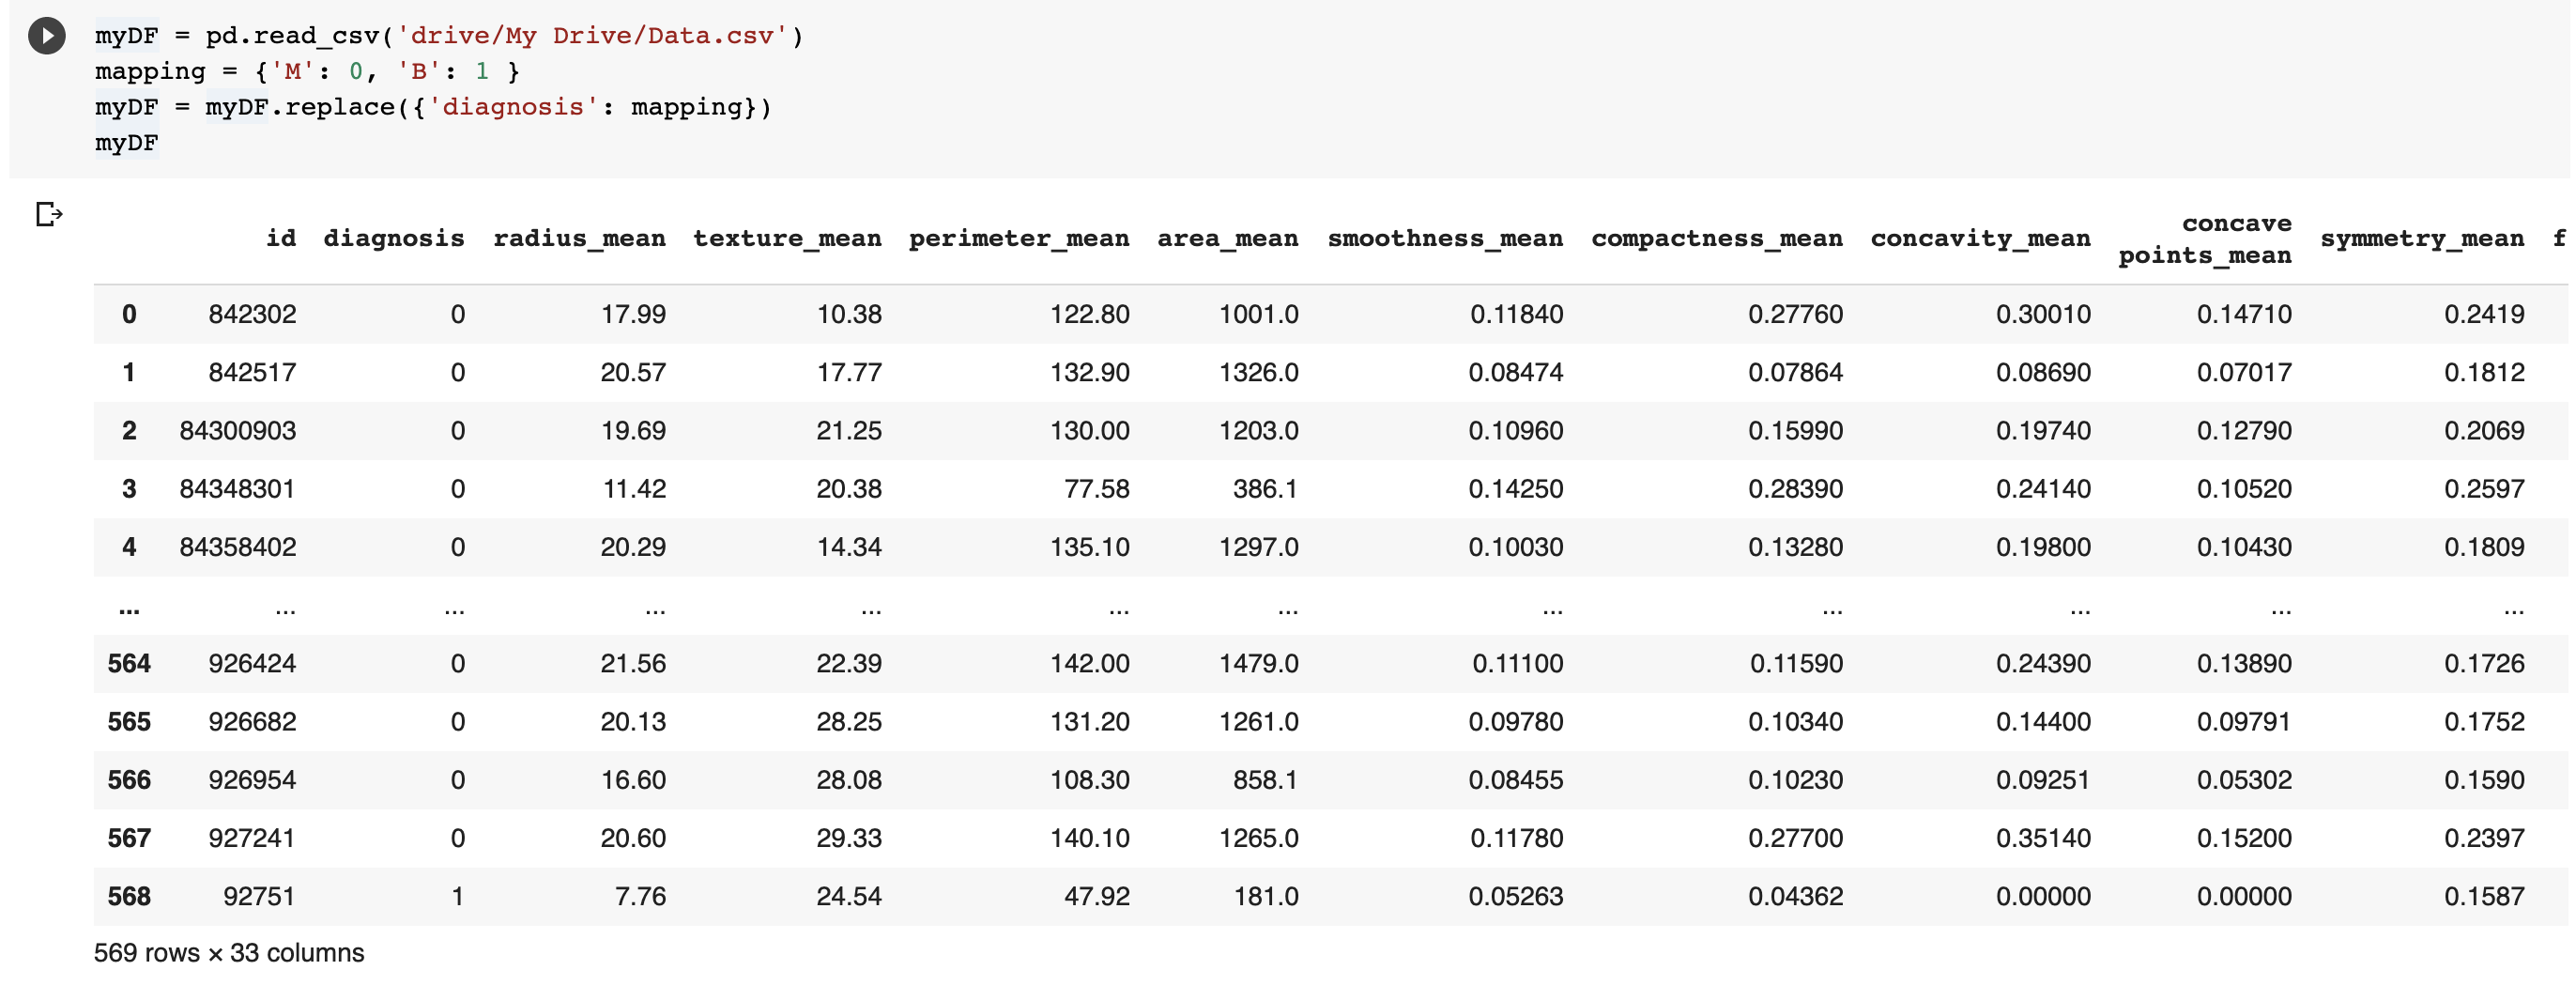 myDF = pd.read_csv('drive/My Drive/Data.csv')
mapping = {'M': 0, 'B': 1 }
myDF = myDF.replace({'diagnosis': mapping})
myDF
id diagnosis radius_mean texture_mean perimeter_mean area_mean smoothness_mean compactness_mean concavity_mean concave points_mean symmetry_mean f
0 842302 0 17.99 10.38 122.80 1001.0 0.11840 0.27760 0.30010 0.14710 0.2419
1 842517 0 20.57 17.77 132.90 1326.0 0.08474 0.07864 0.08690 0.07017 0.1812
2 84300903 0 19.69 21.25 130.00 1203.0 0.10960 0.15990 0.19740 0.12790 0.2069
3 84348301 0 11.42 20.38 77.58 386.1 0.14250 0.28390 0.24140 0.10520 0.2597
4 84358402 0 20.29 14.34 135.10 1297.0 0.10030 0.13280 0.19800 0.10430 0.1809
... ... ... ... ... ... ... ... ... ... ... ...
564 926424 0 21.56 22.39 142.00 1479.0 0.11100 0.11590 0.24390 0.13890 0.1726
565 926682 0 20.13 28.25 131.20 1261.0 0.09780 0.10340 0.14400 0.09791 0.1752
566 926954 0 16.60 28.08 108.30 858.1 0.08455 0.10230 0.09251 0.05302 0.1590
567 927241 0 20.60 29.33 140.10 1265.0 0.11780 0.27700 0.35140 0.15200 0.2397
568 92751 1 7.76 24.54 47.92 181.0 0.05263 0.04362 0.00000 0.00000 0.1587
569 rows × 33 columns